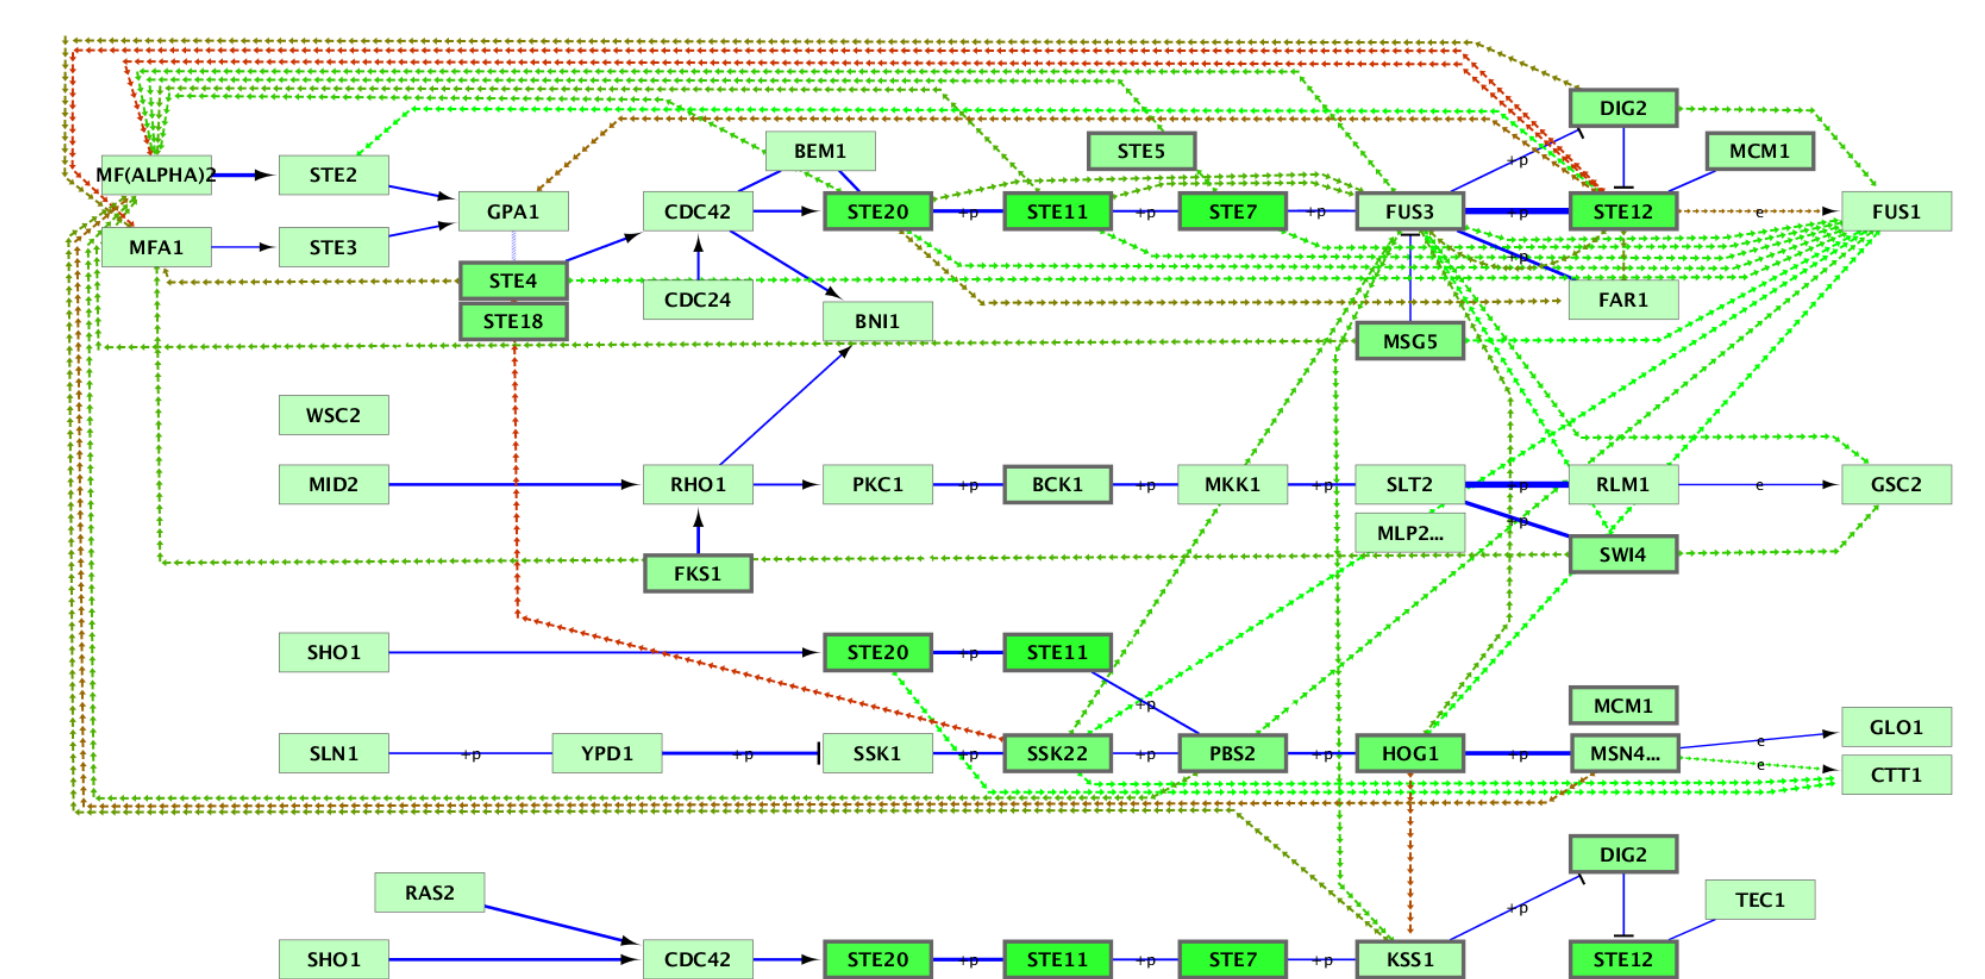 DIG2
BEM1
STE5
MCM1
MF(ALPHA)2
STE2
+p
GPA1
CDC42
STE20
+p
STE11
+p
STE7
+p
FUS3
+p
STE12
e
FUS1
MFA1
STE3
+p
STE4
CDC24
FAR1
STE18
BNI1
MSG5
WSC2
MID2
RHO1
PKC1
+p
BCK1
+p
MKK1
+p
SLT2
+p
RLM1
e
GSC2
+p
MLP2...
SWI4
FKS1
SHO1
STE20
+p
STE11
+p
MCM1
GLO1
SLN1
+p
YPD1
+p
SSK1
+p
SSK22
+p
PBS2
+p
HOG1
+p
MSN4...
e
e
CTT1
DIG2
RAS2
+p
TEC1
SHO1
CDC42
STE20
+p
STE11
+p
STE7
+p
KSS1
STE12